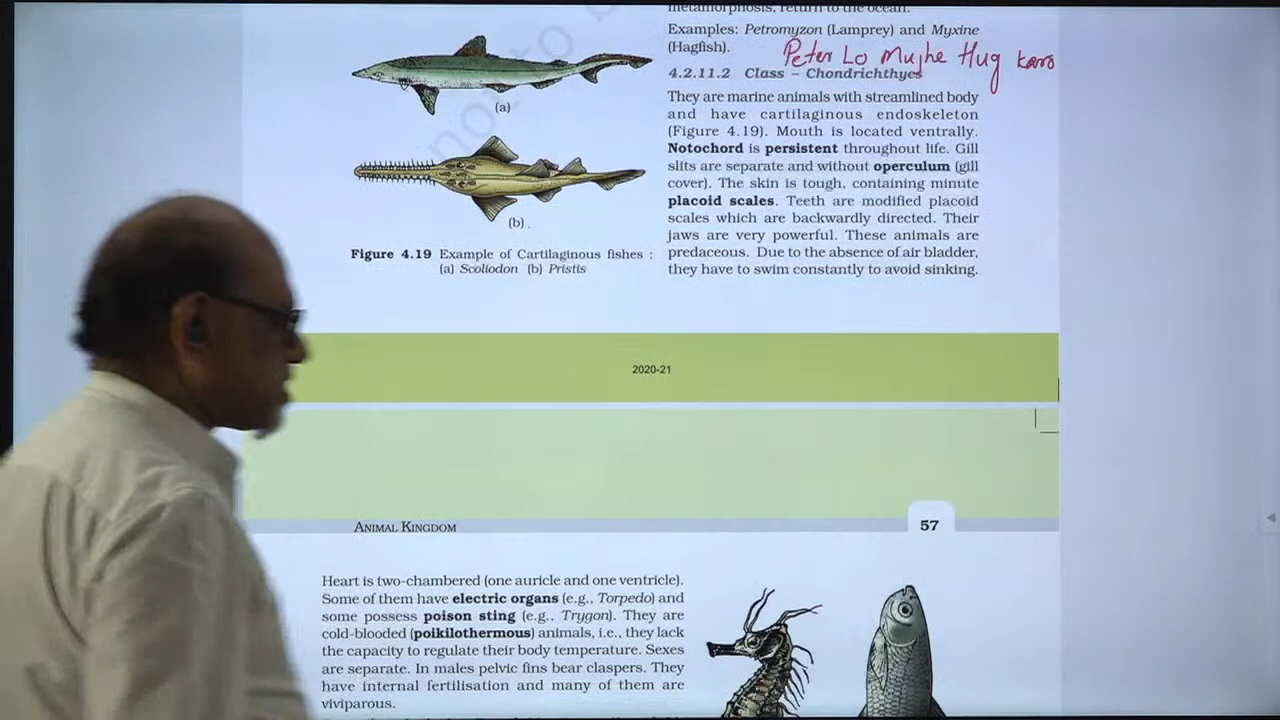 metamorphosis, return to the ocean.
Examples: Petromyzon (Lamprey) and Myxine
(Hagfish).
Peter Lo Mujhe Hug karo
4.2.11.2 Class – Chondrichthyes
They are marine animals with streamlined body
and have cartilaginous endoskeleton
(Figure 4.19). Mouth is located ventrally.
Notochord is persistent throughout life. Gill
slits are separate and without operculum (gill
cover). The skin is tough, containing minute
placoid scales. Teeth are modified placoid
scales which are backwardly directed. Their
jaws are very powerful. These animals are
predaceous. Due to the absence of air bladder,
they have to swim constantly to avoid sinking.
(a)
(b)
Figure 4.19 Example of Cartilaginous fishes :
(a) Scoliodon (b) Pristis
not to b
2020-21
ANIMAL KINGDOM
57
Heart is two-chambered (one auricle and one ventricle).
Some of them have electric organs (e.g., Torpedo) and
some possess poison sting (e.g., Trygon). They are
cold-blooded (poikilothermous) animals, i.e., they lack
the capacity to regulate their body temperature. Sexes
are separate. In males pelvic fins bear claspers. They
have internal fertilisation and many of them are
viviparous.